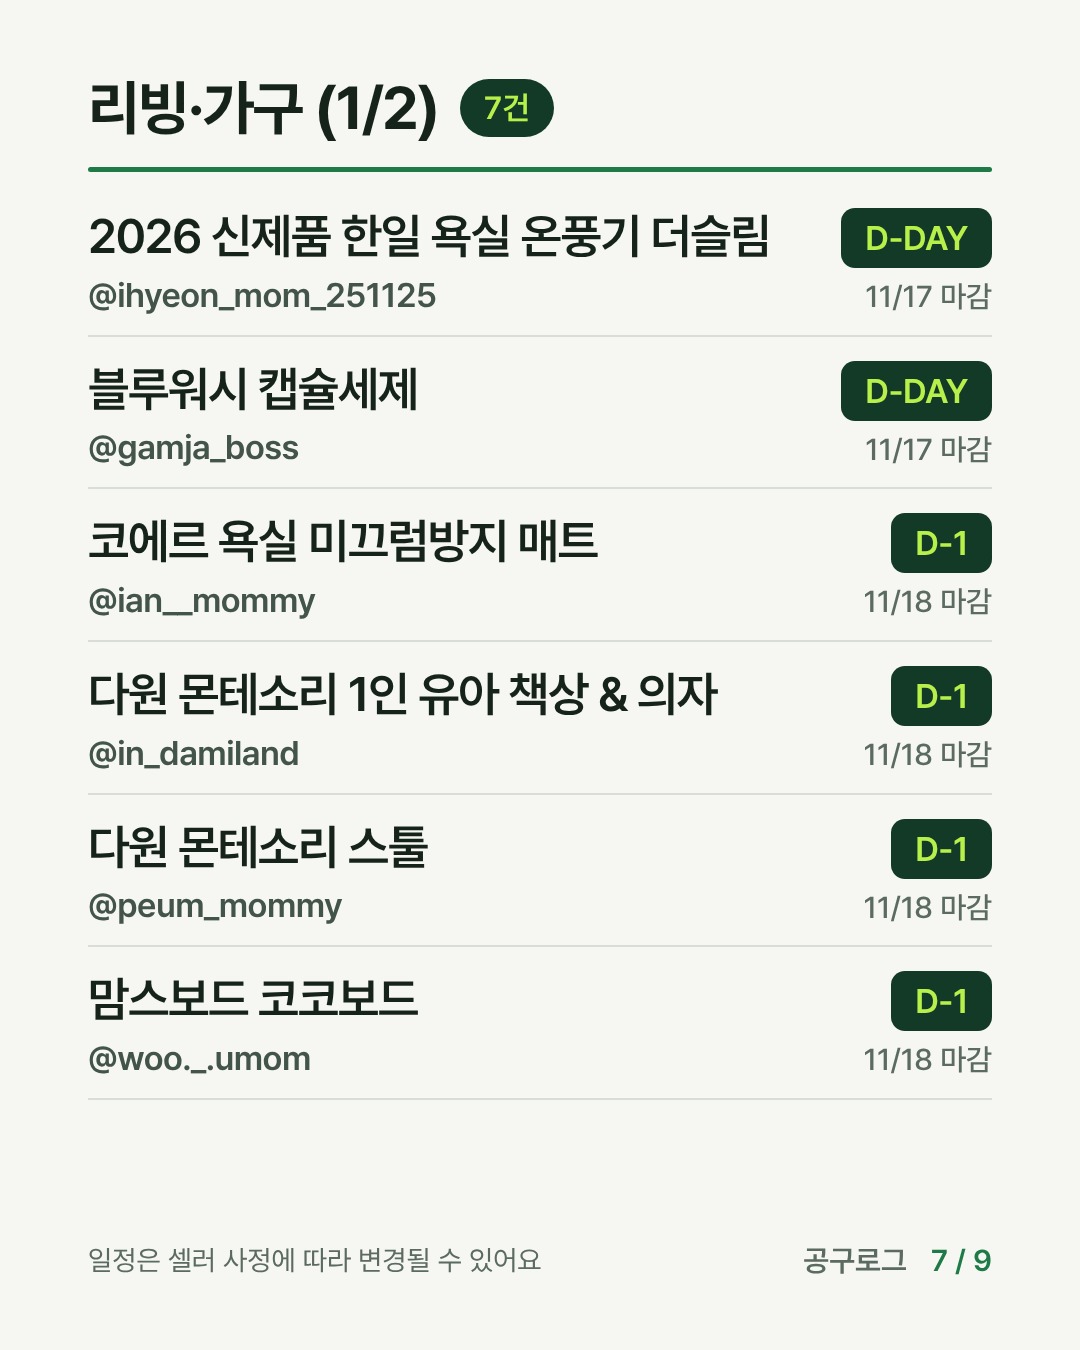 리빙·가구 (1/2) 7건
2026 신제품 한일 욕실 온풍기 더슬림 D-DAY
@ihyeon_mom_251125 11/17 마감
블루워시 캡슐세제 D-DAY
@gamja_boss 11/17 마감
코에르 욕실 미끄럼방지 매트 D-1
@ian__mommy 11/18 마감
다원 몬테소리 1인 유아 책상 & 의자 D-1
@in_damiland 11/18 마감
다원 몬테소리 스툴 D-1
@peum_mommy 11/18 마감
맘스보드 코코보드 D-1
@woo._.umom 11/18 마감
일정은 셀러 사정에 따라 변경될 수 있어요 공구로그 7 / 9